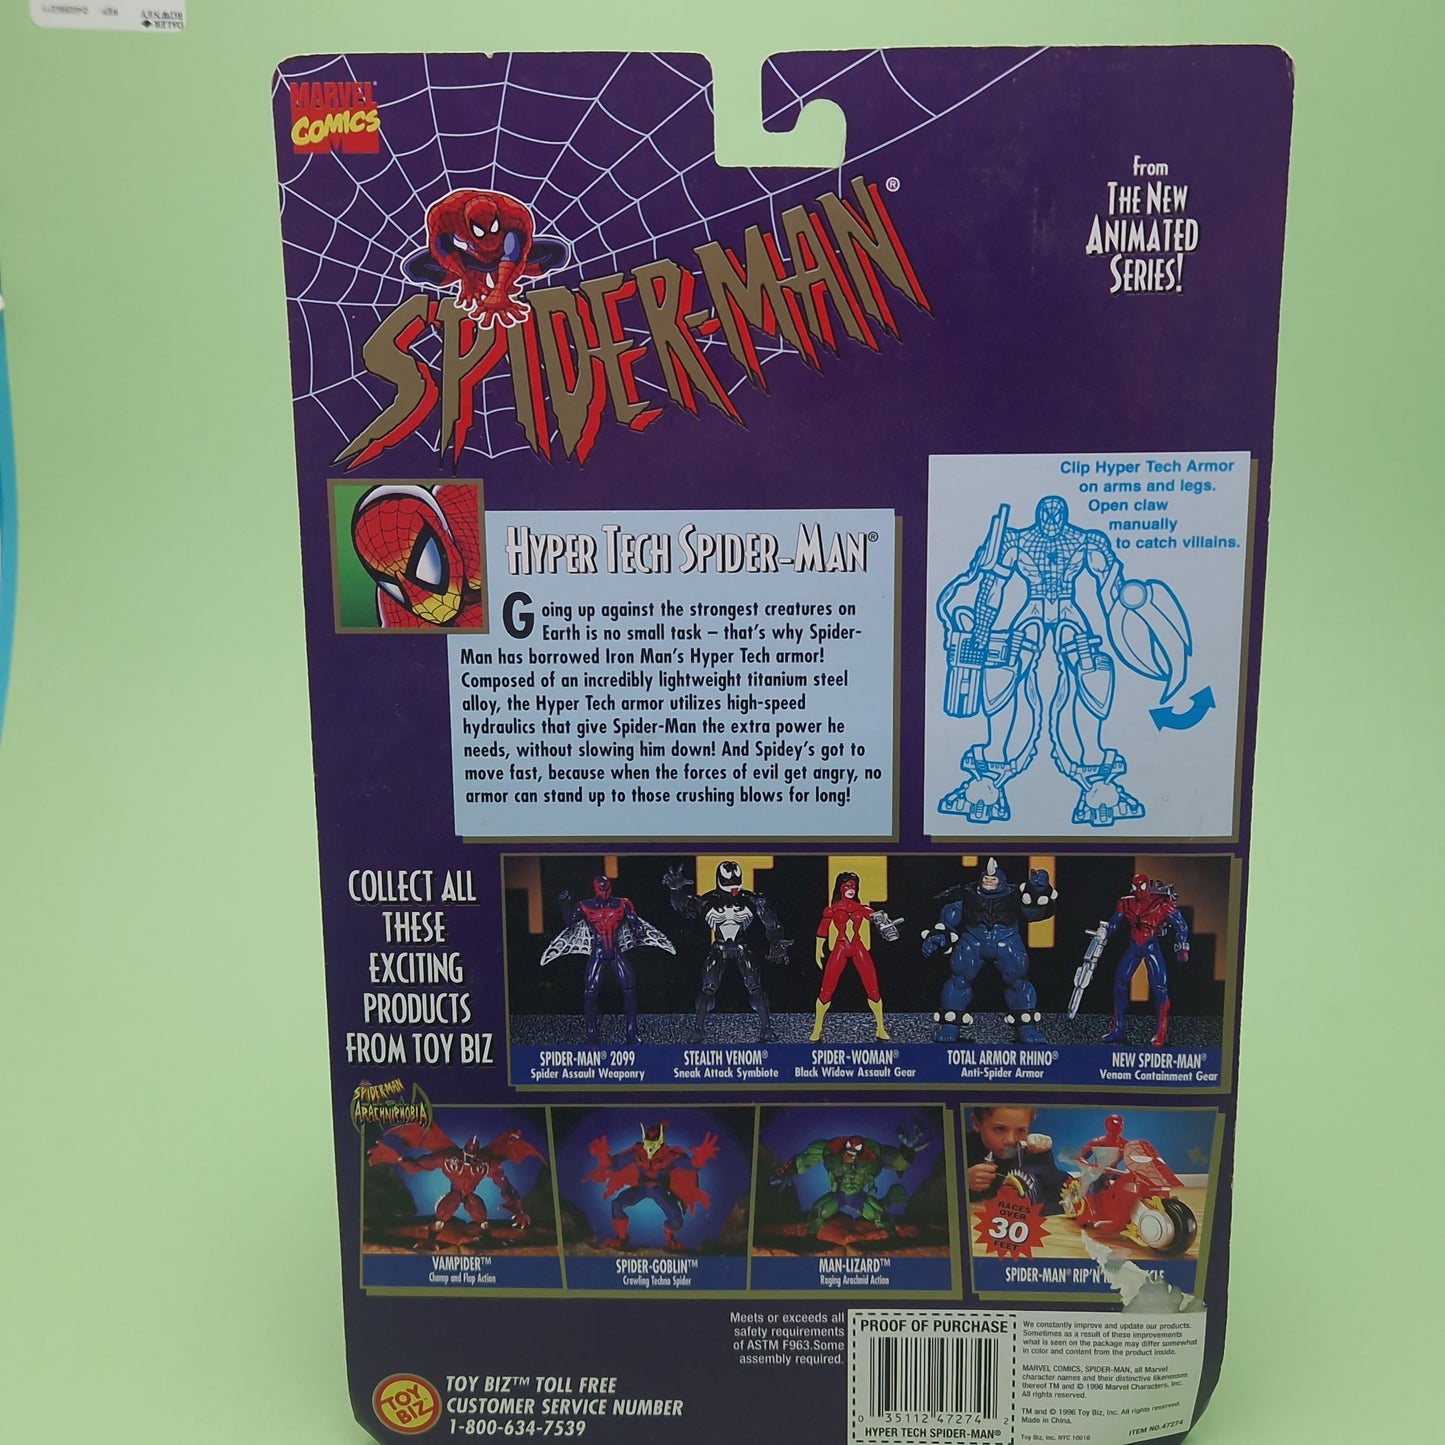 DALER
ROWNEY
MARVEL
COMICS
From
THE NEW
ANIMATED
SERIES!
SPIDER-MAN®
Clip Hyper Tech Armor
on arms and legs.
Open claw
manually
to catch villains.
HYPER TECH SPIDER-MAN®
Going up against the strongest creatures on
Earth is no small task – that's why Spider-
Man has borrowed Iron Man's Hyper Tech armor!
Composed of an incredibly lightweight titanium steel
alloy, the Hyper Tech armor utilizes high-speed
hydraulics that give Spider-Man the extra power he
needs, without slowing him down! And Spidey's got to
move fast, because when the forces of evil get angry, no
armor can stand up to those crushing blows for long!
COLLECT ALL
THESE
EXCITING
PRODUCTS
FROM TOY BIZ
SPIDER-MAN® 2099
Spider Assault Weaponry
STEALTH VENOM®
Sneak Attack Symbiote
SPIDER-WOMAN®
Black Widow Assault Gear
TOTAL ARMOR RHINO®
Anti-Spider Armor
NEW SPIDER-MAN®
Venom Containment Gear
SPIDER-MAN
ARACHNIPHOBIA
VAMPIDER™
Chomp and Flap Action
SPIDER-GOBLIN™
Crawling Techno Spider
MAN-LIZARD™
Raging Arachnid Action
RACES
OVER
30
FEET
SPIDER-MAN® RIP'N CLE
Meets or exceeds all
safety requirements
of ASTM F963.Some
assembly required.
PROOF OF PURCHASE
0 35112 47274 2
HYPER TECH SPIDER-MAN®
We constantly improve and update our products.
Sometimes as a result of these improvements
what is seen on the package may differ somewhat
in color and content from the product inside.
MARVEL COMICS, SPIDER-MAN, all Marvel
character names and their distinctive likenesses
thereof TM and © 1996 Marvel Characters, Inc.
All rights reserved.
TM and © 1996 Toy Biz, Inc. All rights reserved.
Made in China.
ITEM NO.47274
Toy Biz, Inc. NYC 10016
TOY
BIZ
TOY BIZ™ TOLL FREE
CUSTOMER SERVICE NUMBER
1-800-634-7539